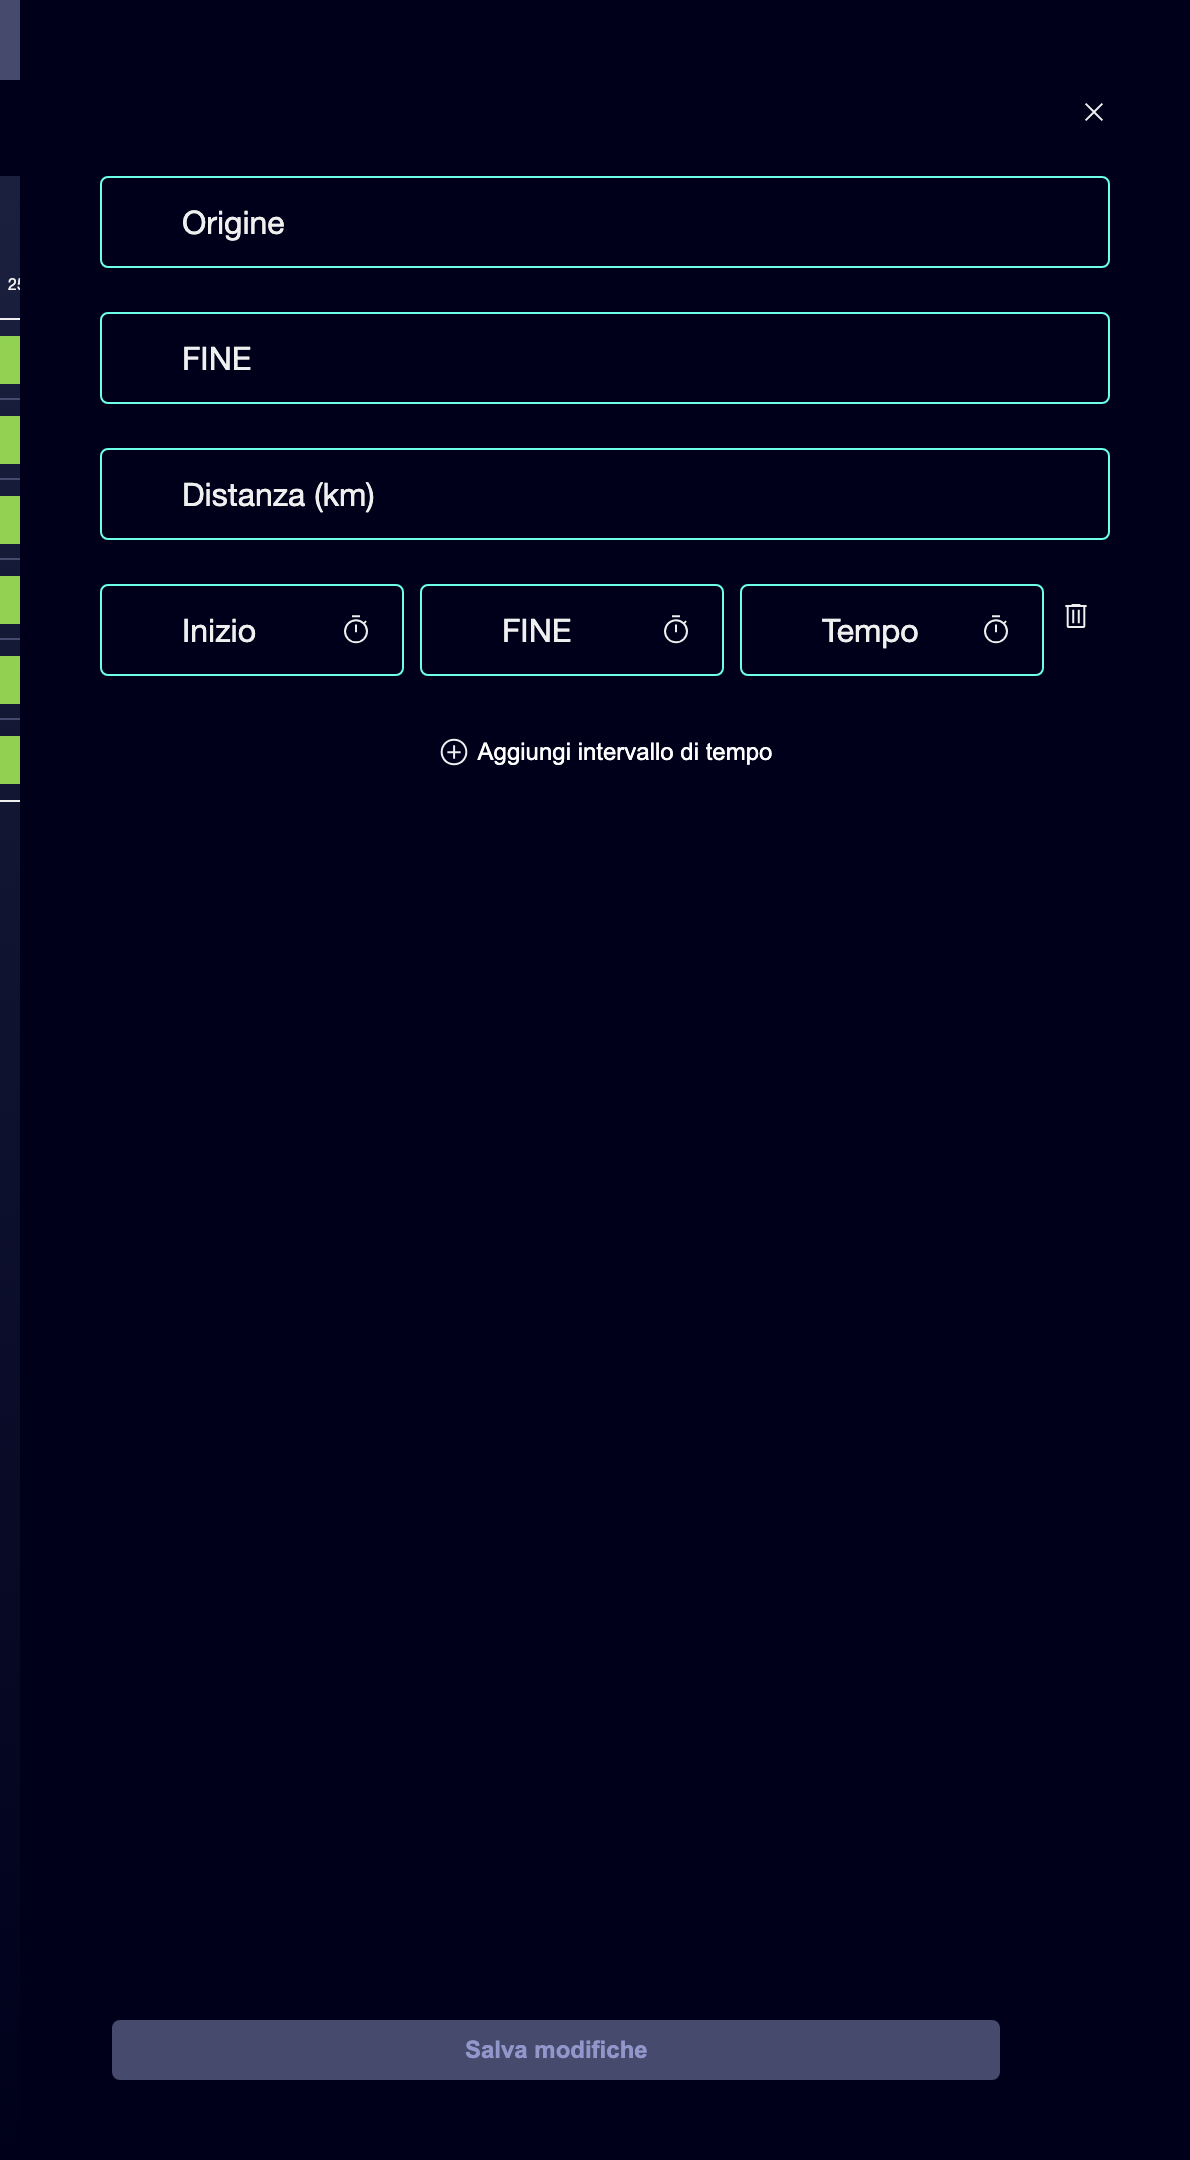 Origine
FINE
Distanza (km)
Inizio
FINE
Tempo
Aggiungi intervallo di tempo
Salva modifiche